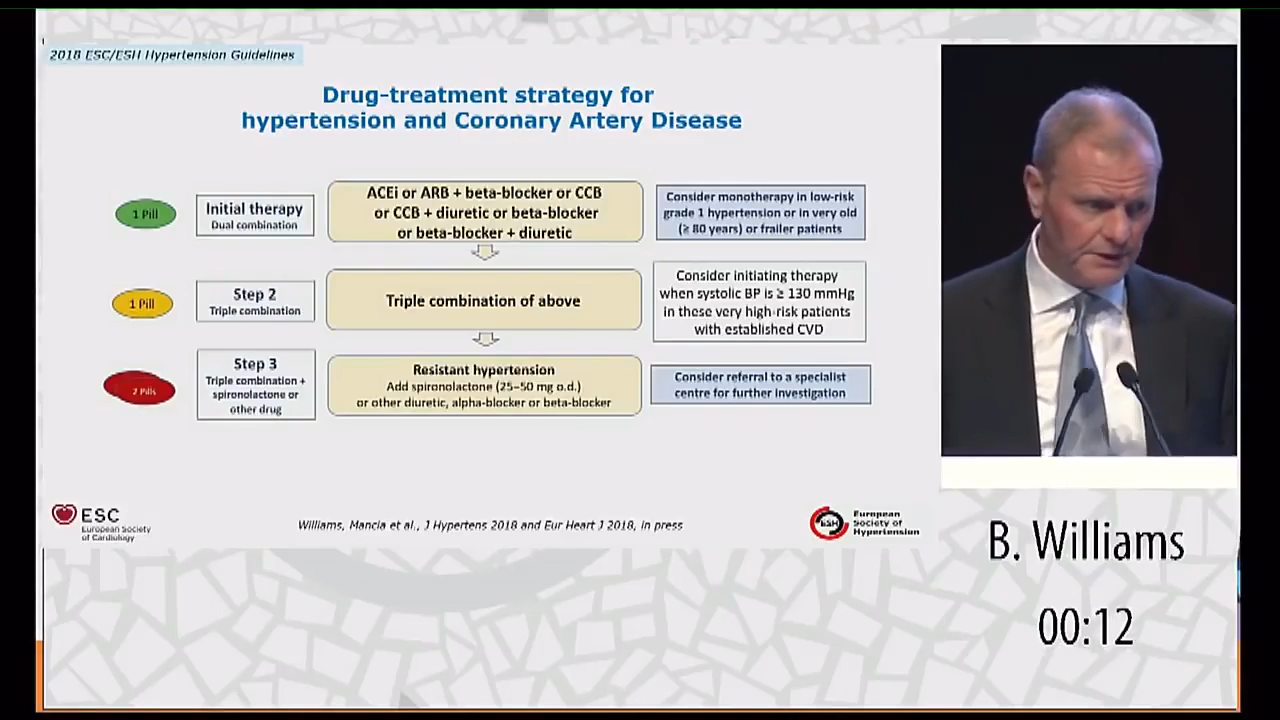 2018 ESC/ESH Hypertension Guidelines
Drug-treatment strategy for
hypertension and Coronary Artery Disease
1 Pill
Initial therapy
Dual combination
ACEi or ARB + beta-blocker or CCB
or CCB + diuretic or beta-blocker
or beta-blocker + diuretic
Consider monotherapy in low-risk
grade 1 hypertension or in very old
(≥ 80 years) or frailer patients
1 Pill
Step 2
Triple combination
Triple combination of above
Consider initiating therapy
when systolic BP is ≥ 130 mmHg
in these very high-risk patients
with established CVD
2 Pills
Step 3
Triple combination +
spironolactone or
other drug
Resistant hypertension
Add spironolactone (25–50 mg o.d.)
or other diuretic, alpha-blocker or beta-blocker
Consider referral to a specialist
centre for further investigation
ESC
European Society
of Cardiology
Williams, Mancia et al., J Hypertens 2018 and Eur Heart J 2018, in press
ESH
European
Society of
Hypertension
B. Williams
00:12